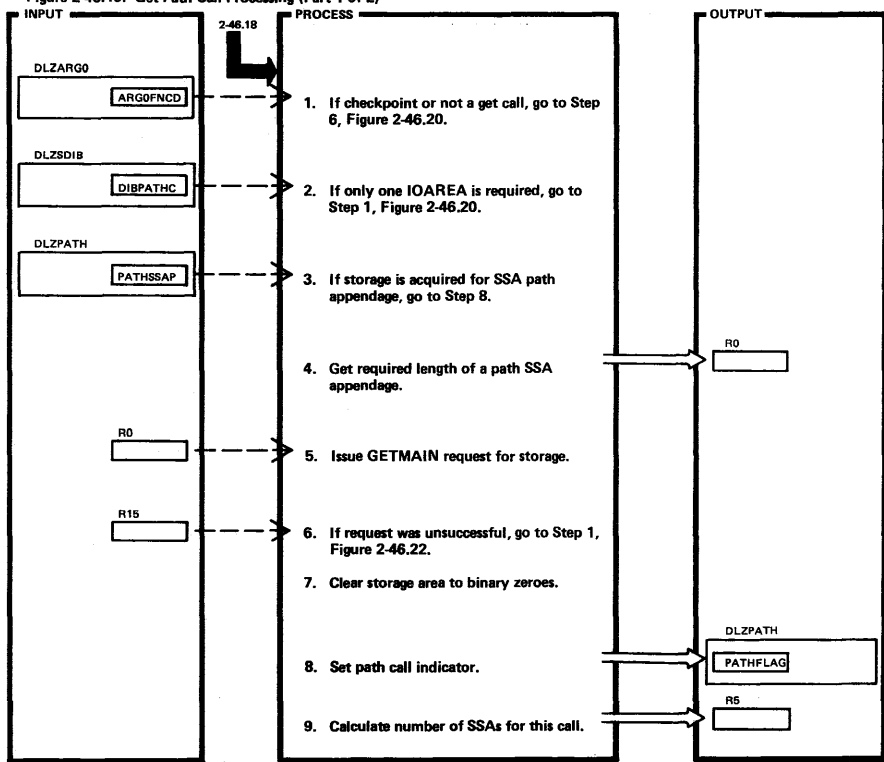 INPUT
2-46.18
PROCESS
OUTPUT
DLZARG0
ARG0FNCD
1. If checkpoint or not a get call, go to Step
6, Figure 2-46.20.
DLZSDIB
DIBPATHC
2. If only one IOAREA is required, go to
Step 1, Figure 2-46.20.
DLZPATH
PATHSSAP
3. If storage is acquired for SSA path
appendage, go to Step 8.
R0
4. Get required length of a path SSA
appendage.
R0
5. Issue GETMAIN request for storage.
R15
6. If request was unsuccessful, go to Step 1,
Figure 2-46.22.
7. Clear storage area to binary zeroes.
DLZPATH
PATHFLAG
8. Set path call indicator.
R5
9. Calculate number of SSAs for this call.